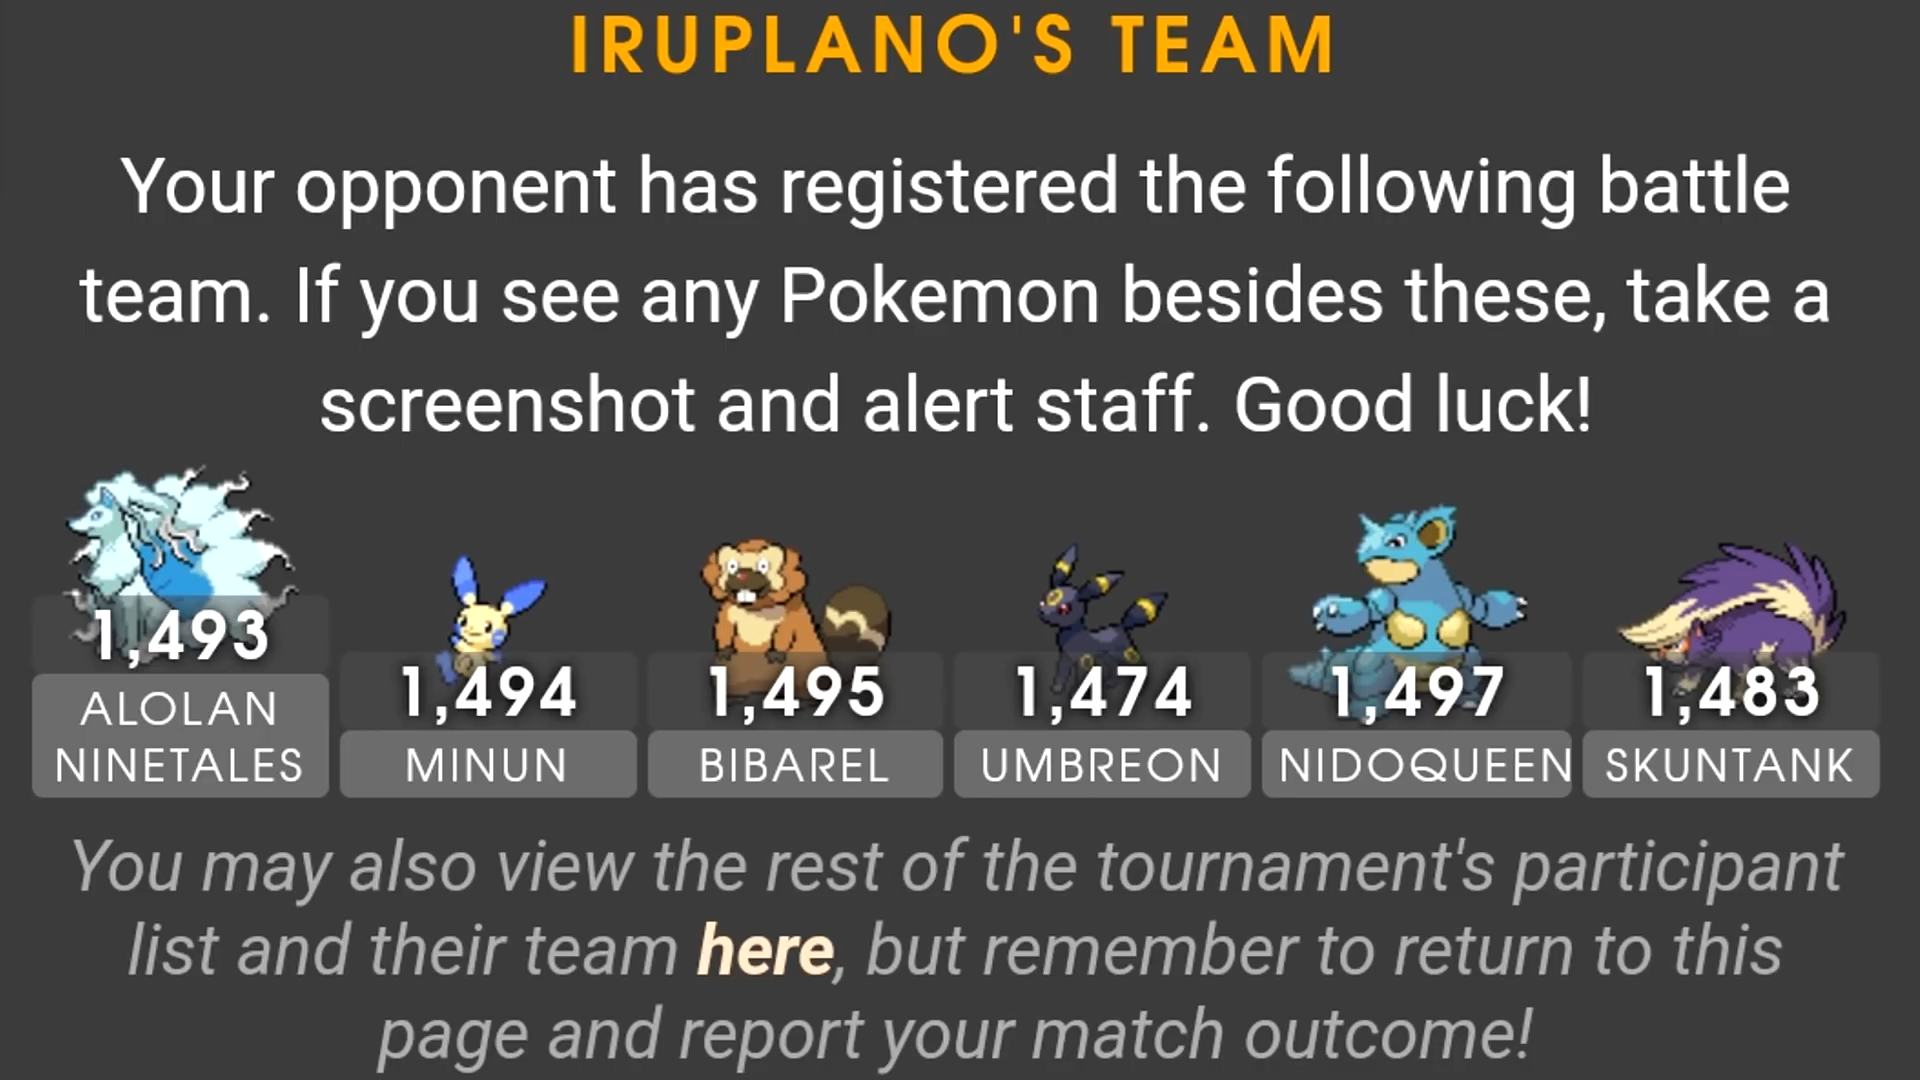 IRUPLANO'S TEAM
Your opponent has registered the following battle
team. If you see any Pokemon besides these, take a
screenshot and alert staff. Good luck!
1,493
ALOLAN
NINETALES
1,494
MINUN
1,495
BIBAREL
1,474
UMBREON
1,497
NIDOQUEEN
1,483
SKUNTANK
You may also view the rest of the tournament's participant
list and their team here, but remember to return to this
page and report your match outcome!